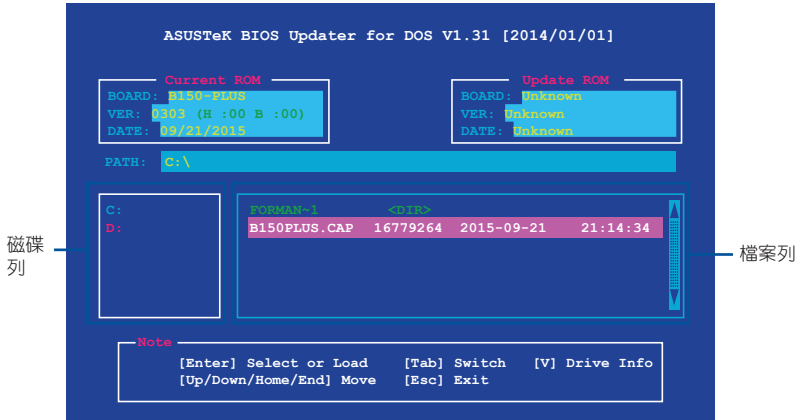 ASUSTeK BIOS Updater for DOS V1.31 [2014/01/01]
Current ROM
BOARD: B150-PLUS
VER: 0303 (H :00 B :00)
DATE: 09/21/2015
Update ROM
BOARD: Unknown
VER: Unknown
DATE: Unknown
PATH: C:\
C:
D:
FORMAN~1 <DIR>
B150PLUS.CAP 16779264 2015-09-21 21:14:34
磁碟
列
檔案列
Note
[Enter] Select or Load [Tab] Switch [V] Drive Info
[Up/Down/Home/End] Move [Esc] Exit